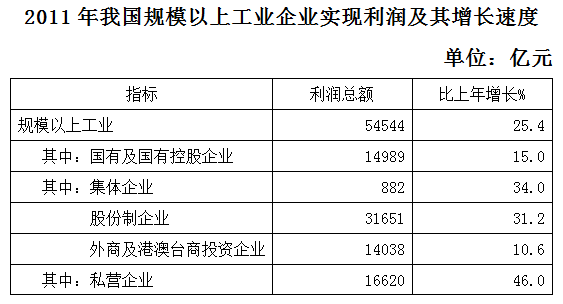 2011年我国规模以上工业企业实现利润及其增长速度
单位：亿元
指标 利润总额 比上年增长%
规模以上工业 54544 25.4
其中：国有及国有控股企业 14989 15.0
其中：集体企业 882 34.0
股份制企业 31651 31.2
外商及港澳台商投资企业 14038 10.6
其中：私营企业 16620 46.0